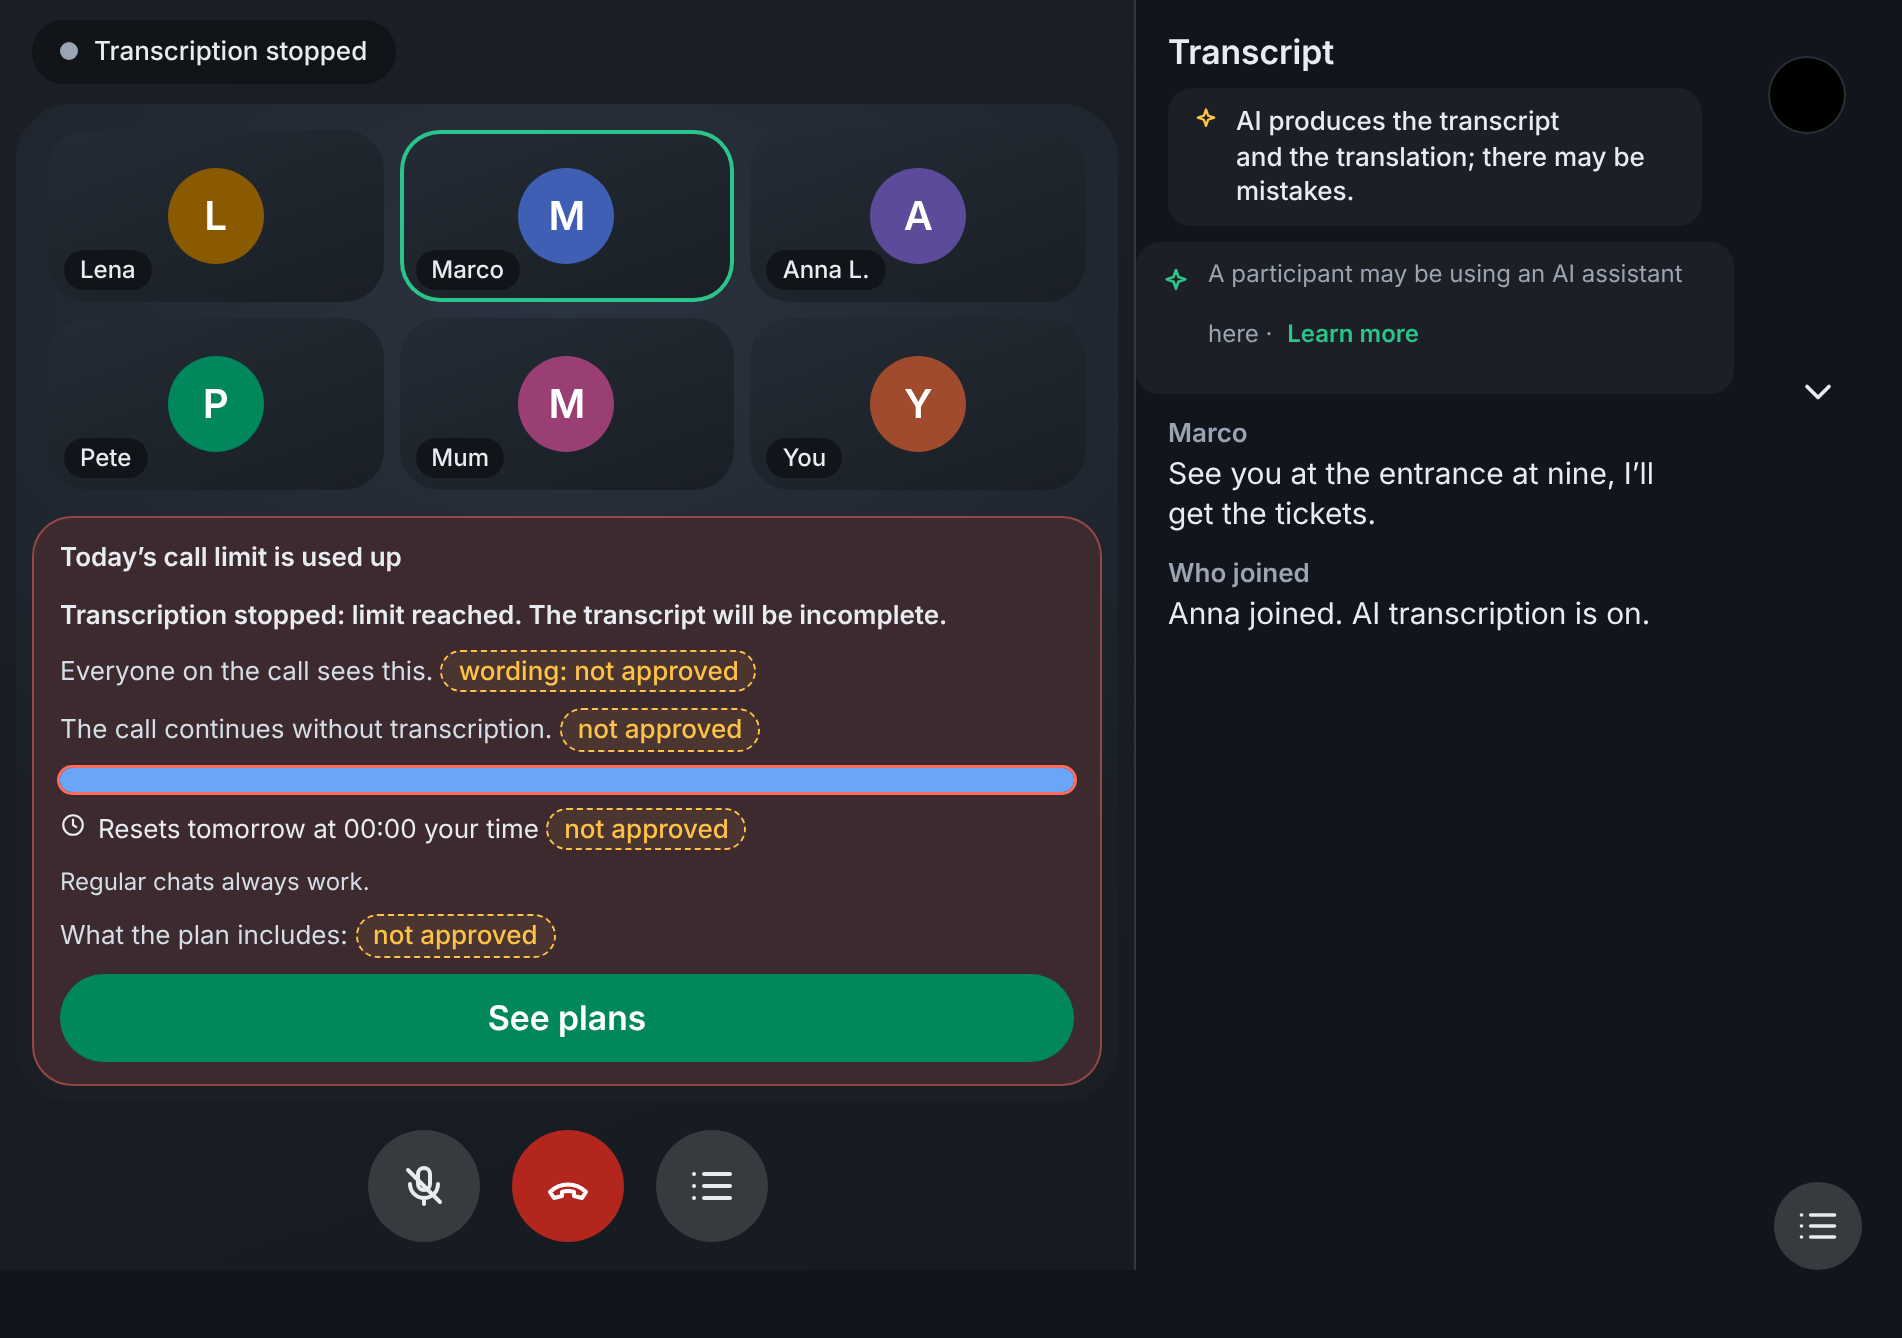 Transcription stopped
L
Lena
M
Marco
A
Anna L.
P
Pete
M
Mum
Y
You
Today’s call limit is used up
Transcription stopped: limit reached. The transcript will be incomplete.
Everyone on the call sees this. wording: not approved
The call continues without transcription. not approved
Resets tomorrow at 00:00 your time not approved
Regular chats always work.
What the plan includes: not approved
See plans
Transcript
AI produces the transcript
and the translation; there may be
mistakes.
A participant may be using an AI assistant
here · Learn more
Marco
See you at the entrance at nine, I’ll
get the tickets.
Who joined
Anna joined. AI transcription is on.